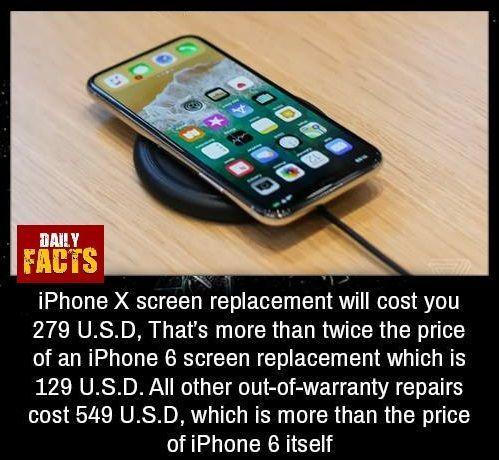 DAILY
FACTS
iPhone X screen replacement will cost you
279 U.S.D, That's more than twice the price
of an iPhone 6 screen replacement which is
129 U.S.D. All other out-of-warranty repairs
cost 549 U.S.D, which is more than the price
of iPhone 6 itself